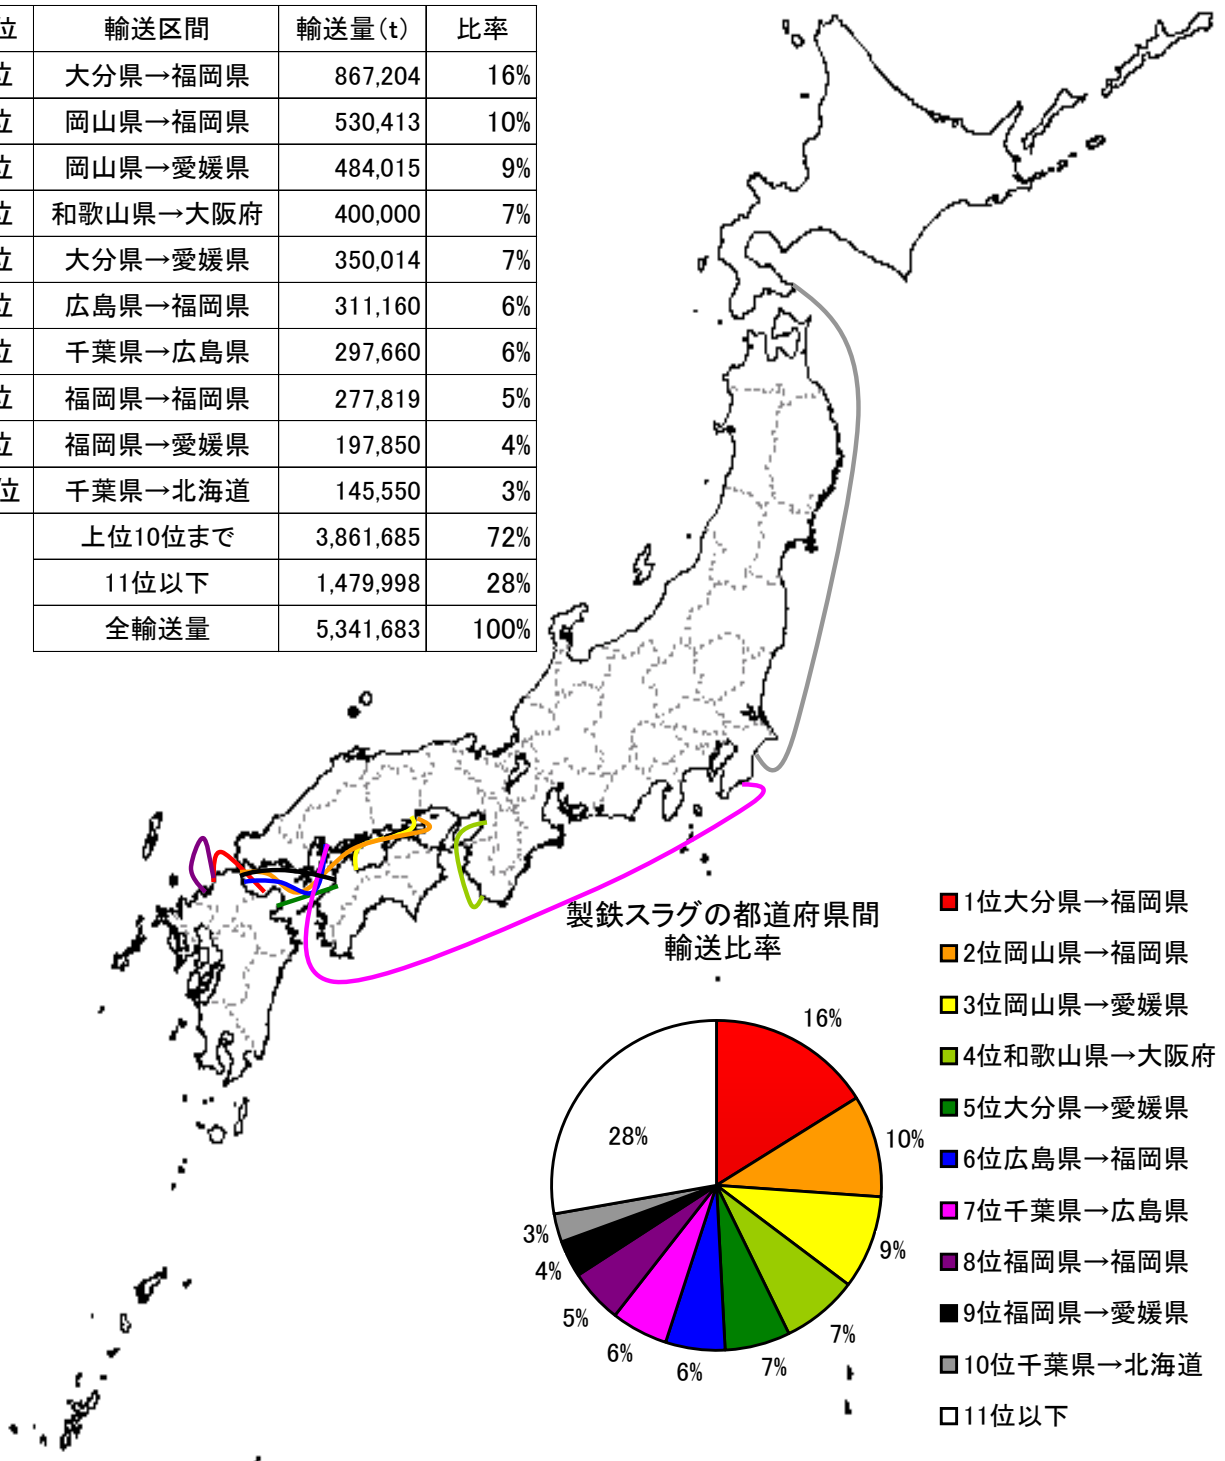 位 輸送区間 輸送量(t) 比率
位 大分県→福岡県 867,204 16%
位 岡山県→福岡県 530,413 10%
位 岡山県→愛媛県 484,015 9%
位 和歌山県→大阪府 400,000 7%
位 大分県→愛媛県 350,014 7%
位 広島県→福岡県 311,160 6%
位 千葉県→広島県 297,660 6%
位 福岡県→福岡県 277,819 5%
位 福岡県→愛媛県 197,850 4%
位 千葉県→北海道 145,550 3%
上位10位まで 3,861,685 72%
11位以下 1,479,998 28%
全輸送量 5,341,683 100%
製鉄スラグの都道府県間
輸送比率
16%
10%
9%
7%
7%
6%
6%
5%
4%
3%
28%
1位大分県→福岡県
2位岡山県→福岡県
3位岡山県→愛媛県
4位和歌山県→大阪府
5位大分県→愛媛県
6位広島県→福岡県
7位千葉県→広島県
8位福岡県→福岡県
9位福岡県→愛媛県
10位千葉県→北海道
11位以下